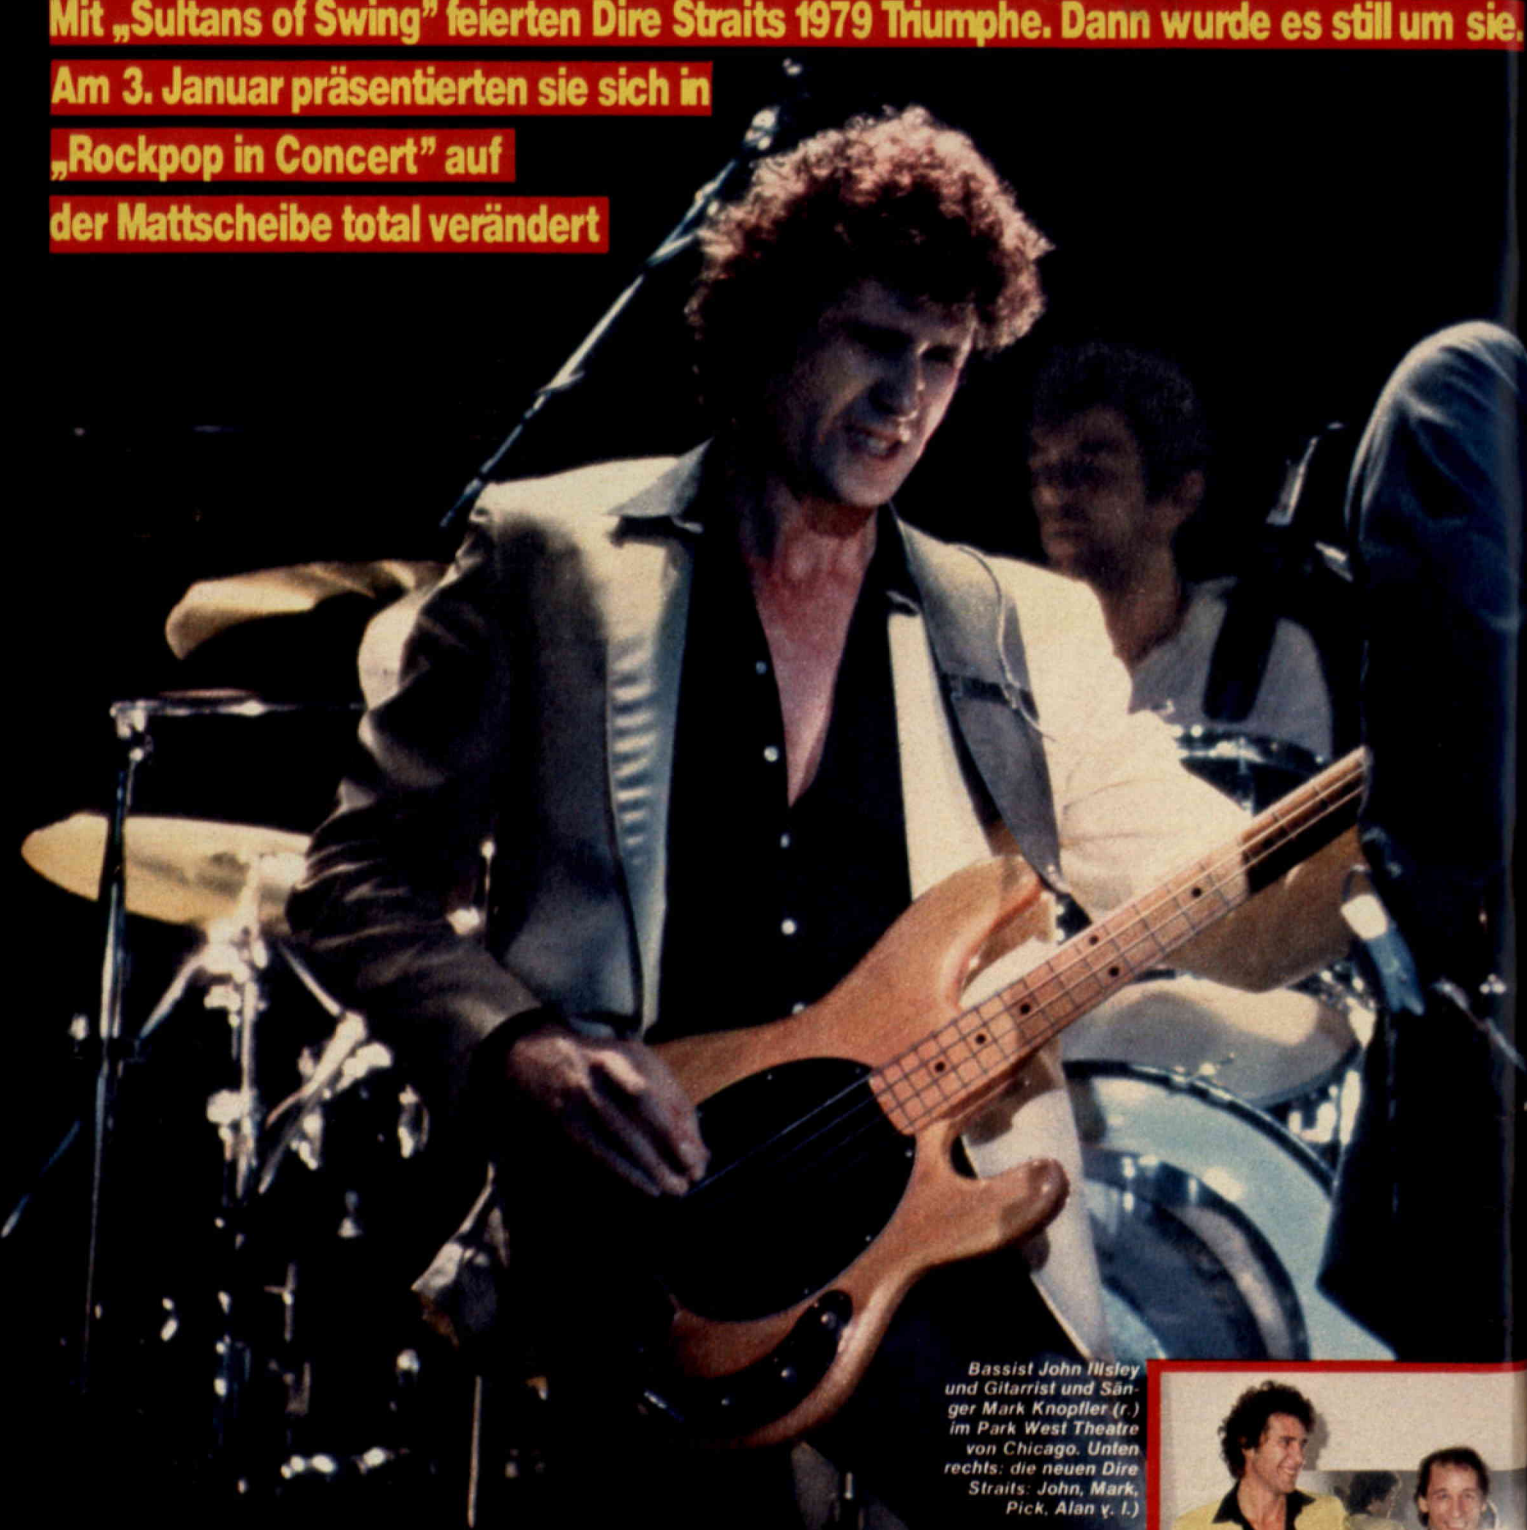 Mit „Sultans of Swing” feierten Dire Straits 1979 Triumphe. Dann wurde es still um sie.
Am 3. Januar präsentierten sie sich in
„Rockpop in Concert” auf
der Mattscheibe total verändert
Bassist John Illsley
und Gitarrist und Sän-
ger Mark Knopfler (r.)
im Park West Theatre
von Chicago. Unten
rechts: die neuen Dire
Straits: John, Mark,
Pick, Alan v. l.)